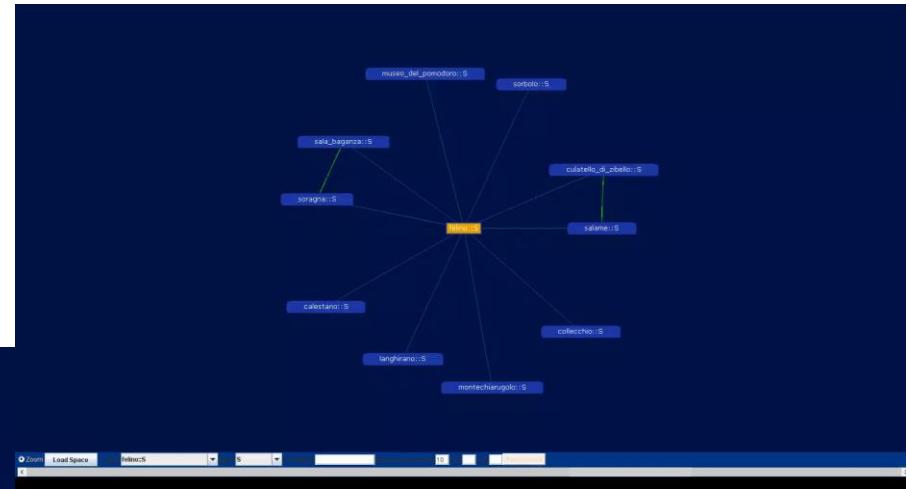 museo_del_pomodoro::S
sorbolo::S
sala_baganza::S
culatello_di_zibello::S
soragna::S
felino::S
salame::S
calestano::S
collecchio::S
langhirano::S
montechiarugolo::S
Zoom Load Space felino::S S 10